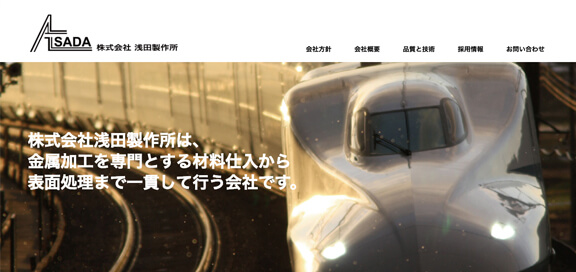 ASADA 株式会社 浅田製作所
会社方針 会社概要 品質と技術 採用情報 お問い合わせ
株式会社浅田製作所は、
金属加工を専門とする材料仕入から
表面処理まで一貫して行う会社です。